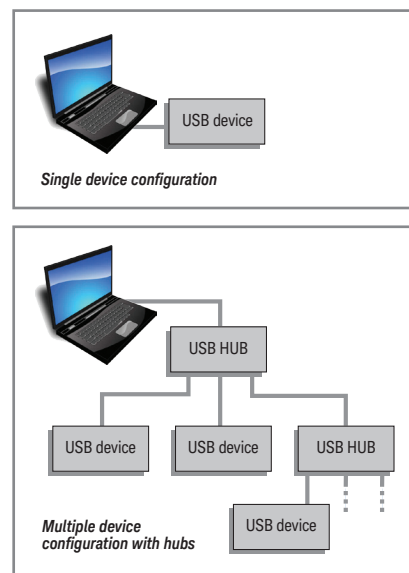 USB device
Single device configuration
USB HUB
USB device
USB device
USB HUB
USB device
Multiple device
configuration with hubs